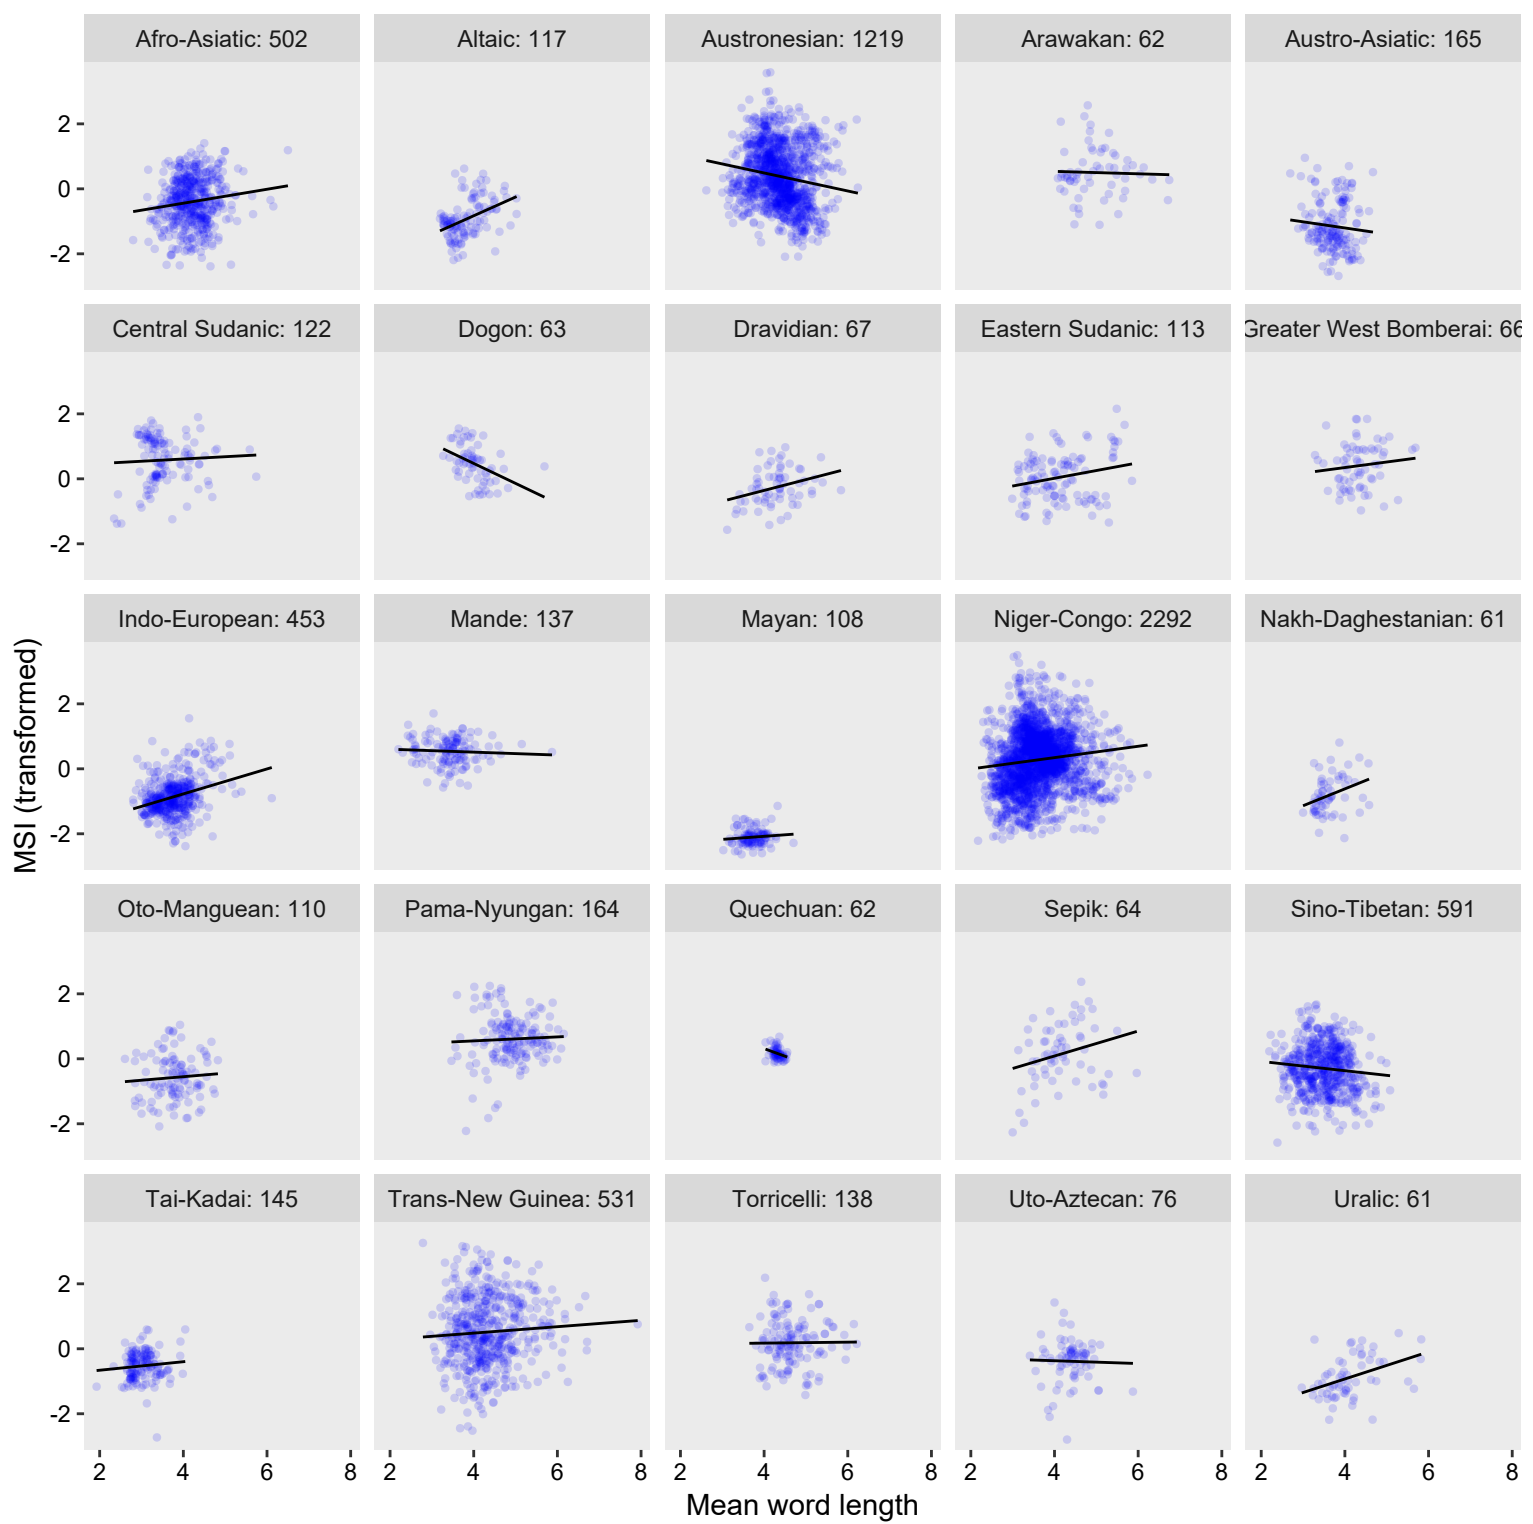 Afro-Asiatic: 502
Altaic: 117
Austronesian: 1219
Arawakan: 62
Austro-Asiatic: 165
2
0
-2
Central Sudanic: 122
Dogon: 63
Dravidian: 67
Eastern Sudanic: 113
Greater West Bomberai: 66
2
0
-2
Indo-European: 453
Mande: 137
Mayan: 108
Niger-Congo: 2292
Nakh-Daghestanian: 61
2
0
-2
MSI (transformed)
Oto-Manguean: 110
Pama-Nyungan: 164
Quechuan: 62
Sepik: 64
Sino-Tibetan: 591
2
0
-2
Tai-Kadai: 145
Trans-New Guinea: 531
Torricelli: 138
Uto-Aztecan: 76
Uralic: 61
2
0
-2
2 4 6 8 2 4 6 8 2 4 6 8 2 4 6 8 2 4 6 8
Mean word length